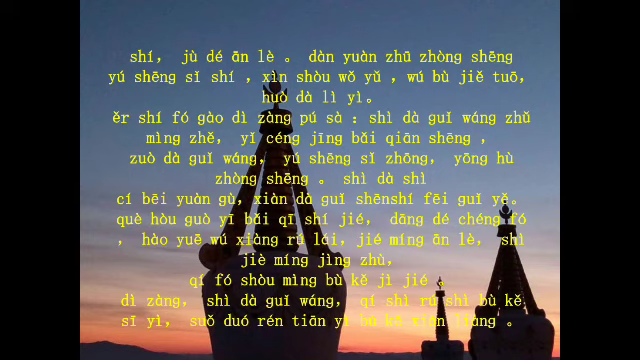 shí， jù dé ān lè 。 dàn yuàn zhū zhòng shēng
yú shēng sǐ shí , xìn shòu wǒ yǔ , wú bù jiě tuō,
huò dà lì yì。
ěr shí fó gào dì zàng pú sà : shì dà guǐ wáng zhǔ
mìng zhě， yǐ céng jīng bǎi qiān shēng ,
zuò dà guǐ wáng， yú shēng sǐ zhōng， yōng hù
zhòng shēng 。 shì dà shì
cí bēi yuàn gù, xiàn dà guǐ shēnshí fēi guǐ yě。
què hòu guò yī bǎi qī shí jié， dāng dé chéng fó
， hào yuē wú xiàng rú lái, jié míng ān lè， shì
jiè míng jìng zhù,
qí fó shòu mìng bù kě jì jié 。
dì zàng， shì dà guǐ wáng， qí shì rú shì bù kě
sī yì， suǒ duó rén tiān yì bù kě xiàn liàng 。